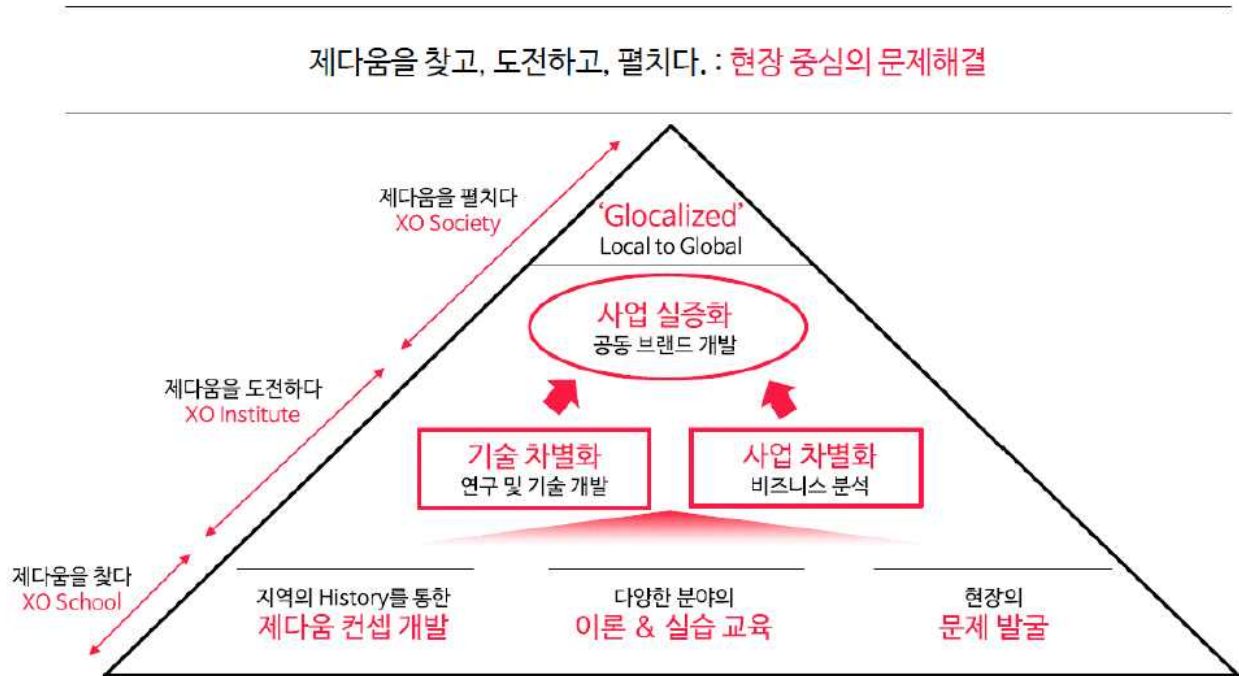 제다움을 찾고, 도전하고, 펼치다. : 현장 중심의 문제해결
제다움을 펼치다
XO Society
'Glocalized'
Local to Global
사업 실증화
공동 브랜드 개발
제다움을 도전하다
XO Institute
기술 차별화
연구 및 기술 개발
사업 차별화
비즈니스 분석
제다움을 찾다
XO School
지역의 History를 통한
제다움 컨셉 개발
다양한 분야의
이론 & 실습 교육
현장의
문제 발굴